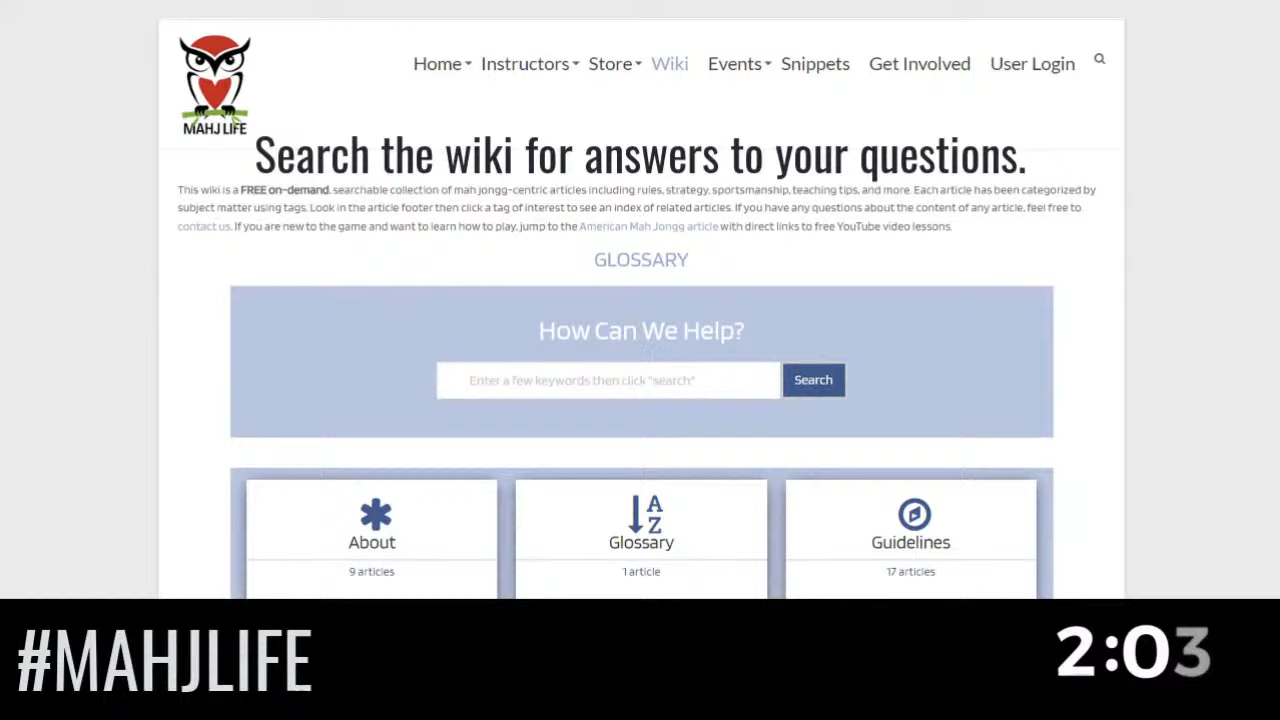 MAHJ LIFE
Home Instructors Store Wiki Events Snippets Get Involved User Login
Search the wiki for answers to your questions.
This wiki is a FREE on-demand, searchable collection of mah jongg-centric articles including rules, strategy, sportsmanship, teaching tips, and more. Each article has been categorized by
subject matter using tags. Look in the article footer then click a tag of interest to see an index of related articles. If you have any questions about the content of any article, feel free to
contact us. If you are new to the game and want to learn how to play, jump to the American Mah Jongg article with direct links to free YouTube video lessons.
GLOSSARY
How Can We Help?
Enter a few keywords then click "search" Search
A
Z
About Glossary Guidelines
9 articles 1 article 17 articles
#MAHJLIFE 2:03